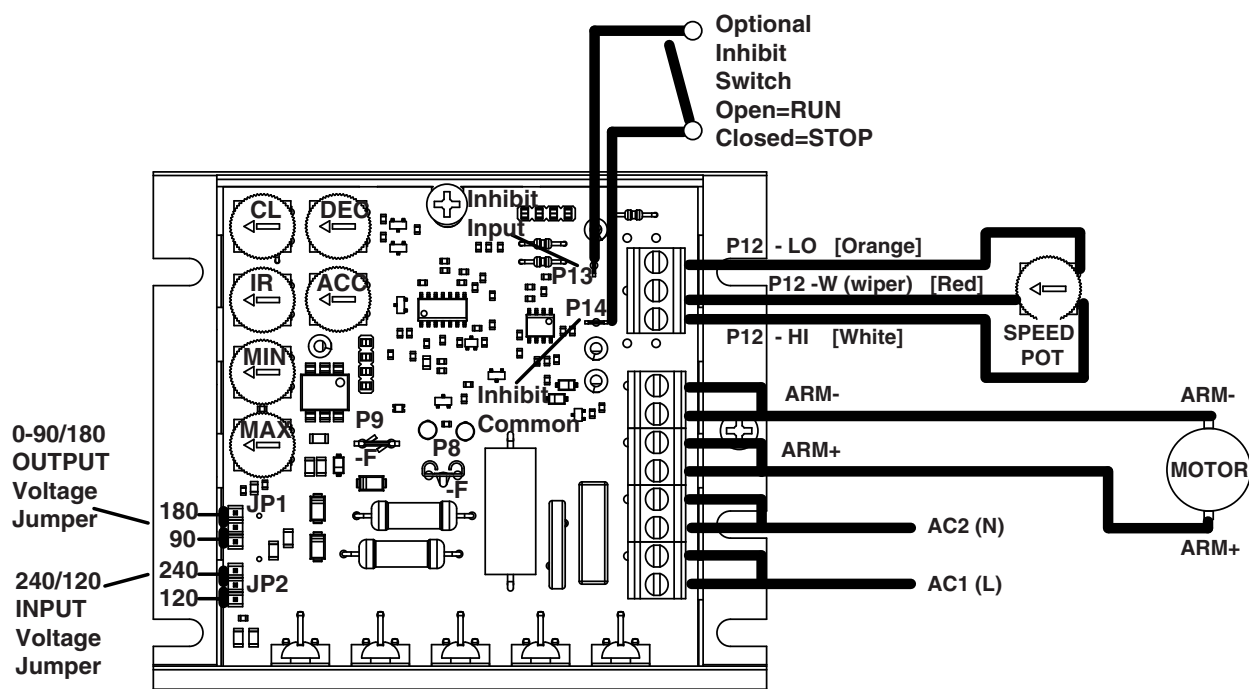 Optional
Inhibit
Switch
Open=RUN
Closed=STOP
CL
DEC
Inhibit
Input
IR
ACC
P13
P14
P12 - LO [Orange]
P12 -W (wiper) [Red]
P12 - HI [White]
SPEED
POT
MIN
MAX
P9
-F
P8
-F
Inhibit
Common
ARM-
ARM-
ARM+
MOTOR
ARM+
AC2 (N)
AC1 (L)
0-90/180
OUTPUT
Voltage
Jumper
180
JP1
90
240/120
INPUT
Voltage
Jumper
240
JP2
120